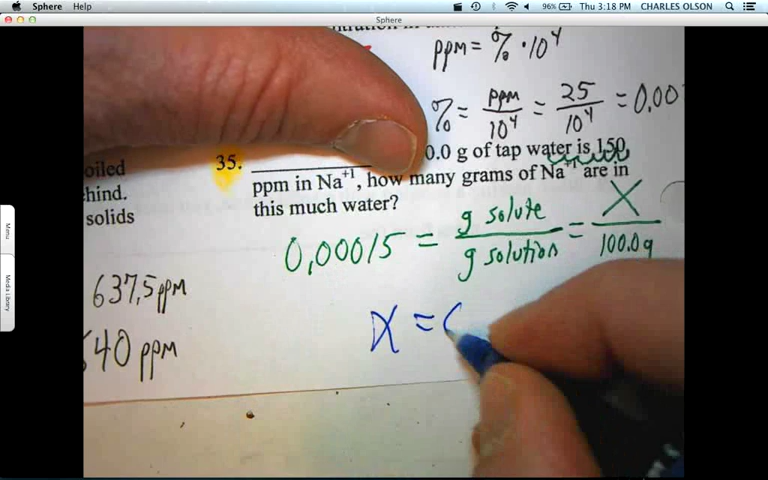 Sphere Help 96% Thu 3:18 PM CHARLES OLSON
Sphere
ppm = % · 10⁴
% = ppm/10⁴ = 25/10⁴ = 0.00
35. 0.0 g of tap water is 150
ppm in Na⁺¹, how many grams of Na⁺¹ are in
this much water?
oiled
hind.
solids
0,00015 = g solute/g solution = X/100.0g
637,5 ppm
40 ppm
X =
Menu
Media Library